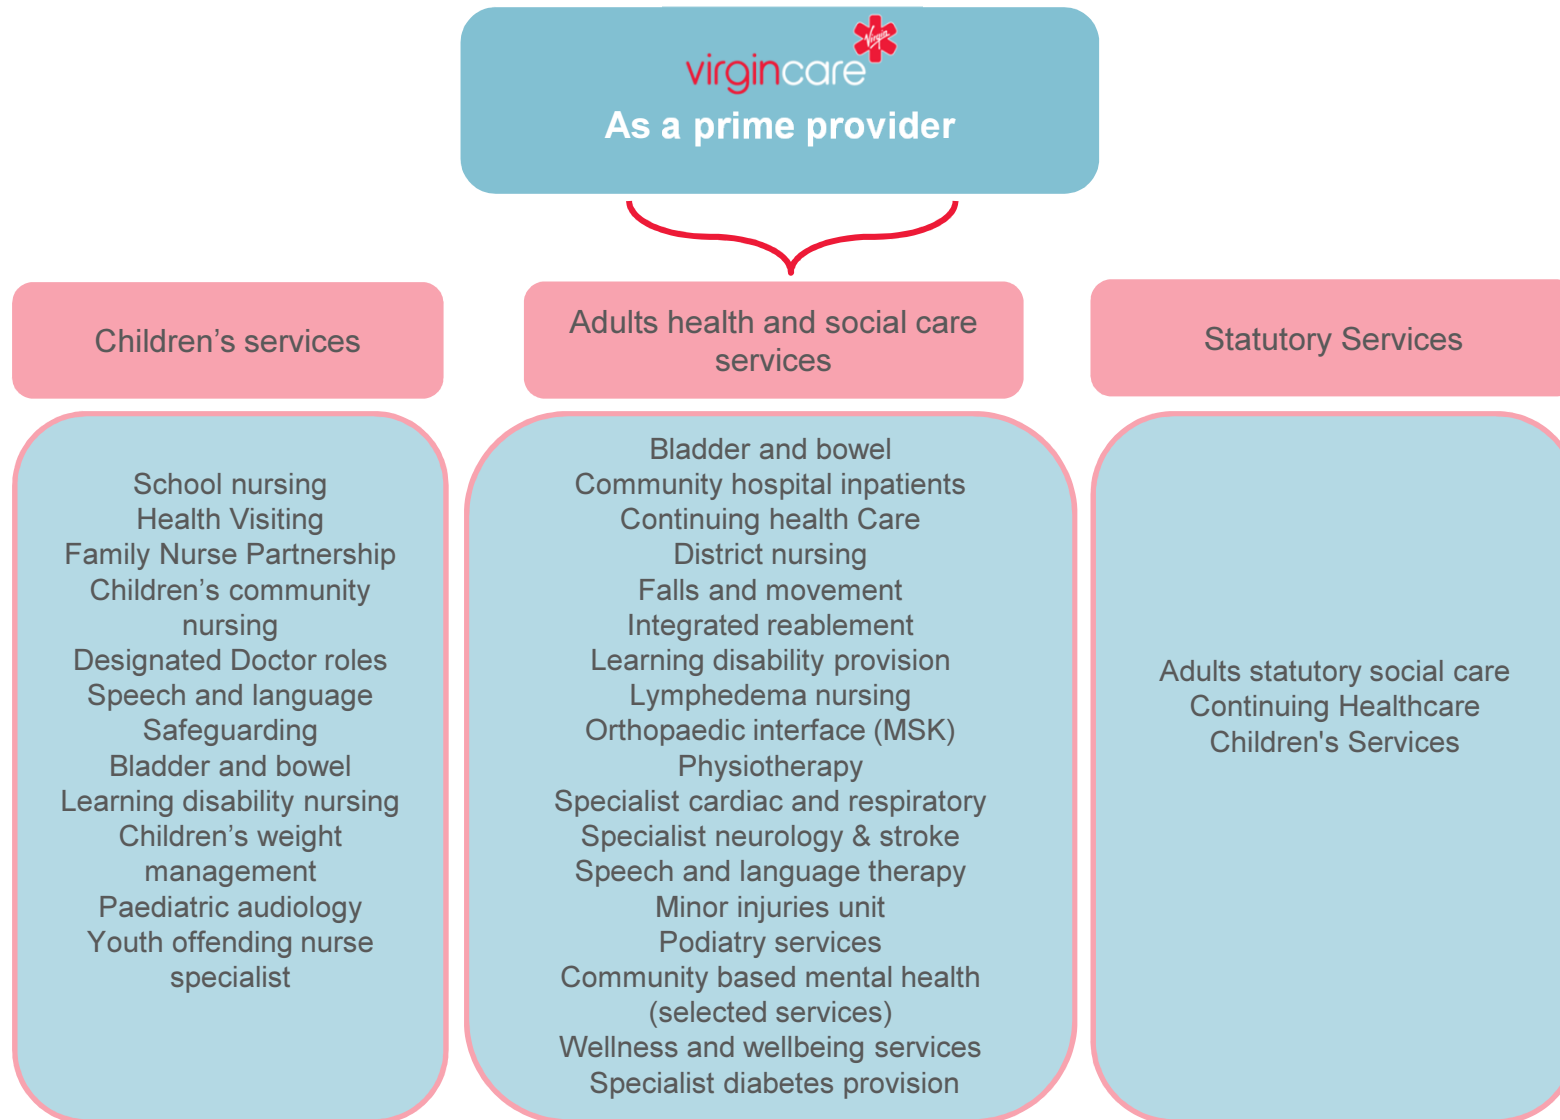 Virgin
virgincare
As a prime provider
Children’s services
School nursing
Health Visiting
Family Nurse Partnership
Children’s community
nursing
Designated Doctor roles
Speech and language
Safeguarding
Bladder and bowel
Learning disability nursing
Children’s weight
management
Paediatric audiology
Youth offending nurse
specialist
Adults health and social care
services
Bladder and bowel
Community hospital inpatients
Continuing health Care
District nursing
Falls and movement
Integrated reablement
Learning disability provision
Lymphedema nursing
Orthopaedic interface (MSK)
Physiotherapy
Specialist cardiac and respiratory
Specialist neurology & stroke
Speech and language therapy
Minor injuries unit
Podiatry services
Community based mental health
(selected services)
Wellness and wellbeing services
Specialist diabetes provision
Statutory Services
Adults statutory social care
Continuing Healthcare
Children's Services